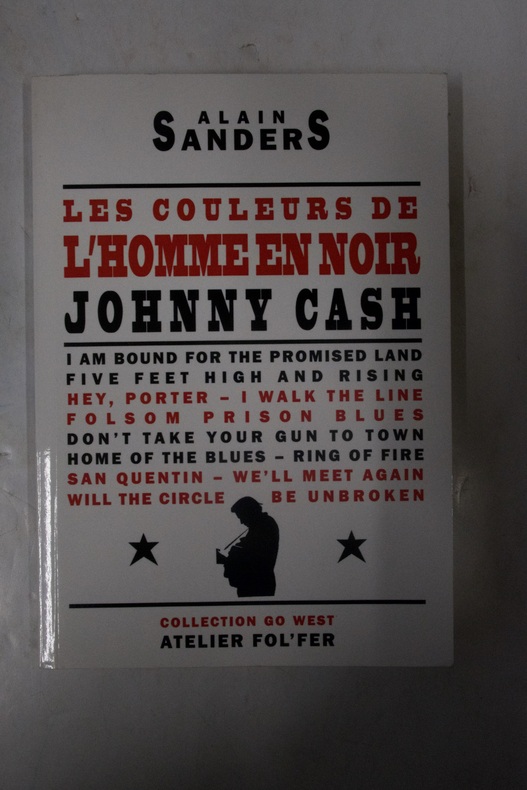 ALAIN
SANDERS
LES COULEURS DE
L'HOMME EN NOIR
JOHNNY CASH
I AM BOUND FOR THE PROMISED LAND
FIVE FEET HIGH AND RISING
HEY, PORTER – I WALK THE LINE
FOLSOM PRISON BLUES
DON'T TAKE YOUR GUN TO TOWN
HOME OF THE BLUES – RING OF FIRE
SAN QUENTIN – WE'LL MEET AGAIN
WILL THE CIRCLE BE UNBROKEN
COLLECTION GO WEST
ATELIER FOL'FER